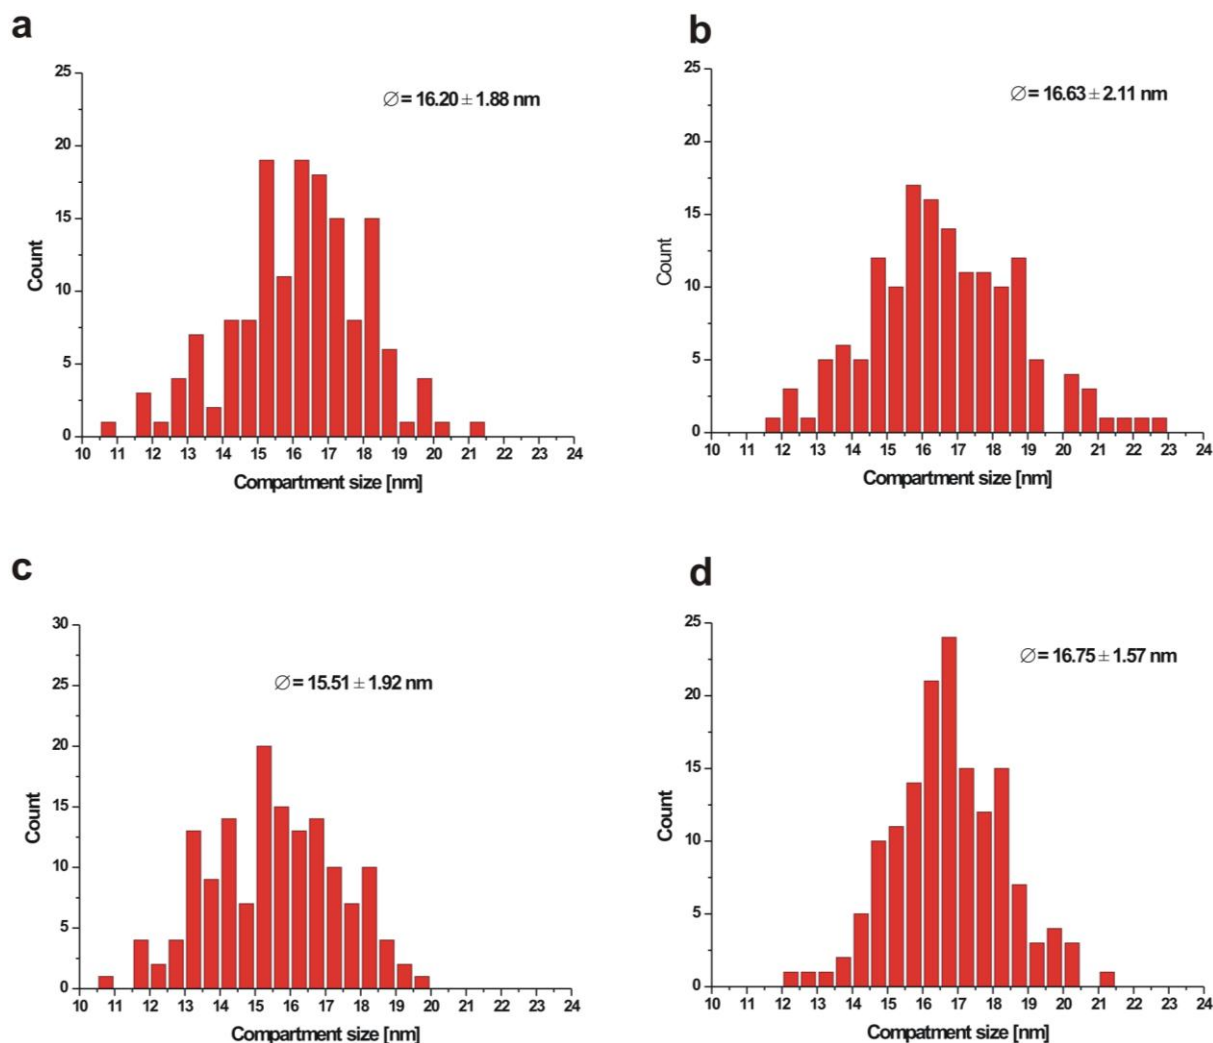 a
25
20
15
10
5
0
Count
∅ = 16.20 ± 1.88 nm
10 11 12 13 14 15 16 17 18 19 20 21 22 23 24
Compartment size [nm]
b
25
20
15
10
5
0
Count
∅ = 16.63 ± 2.11 nm
10 11 12 13 14 15 16 17 18 19 20 21 22 23 24
Compartment size [nm]
c
30
25
20
15
10
5
0
Count
∅ = 15.51 ± 1.92 nm
10 11 12 13 14 15 16 17 18 19 20 21 22 23 24
Compartment size [nm]
d
25
20
15
10
5
0
Count
∅ = 16.75 ± 1.57 nm
10 11 12 13 14 15 16 17 18 19 20 21 22 23 24
Compatment size [nm]